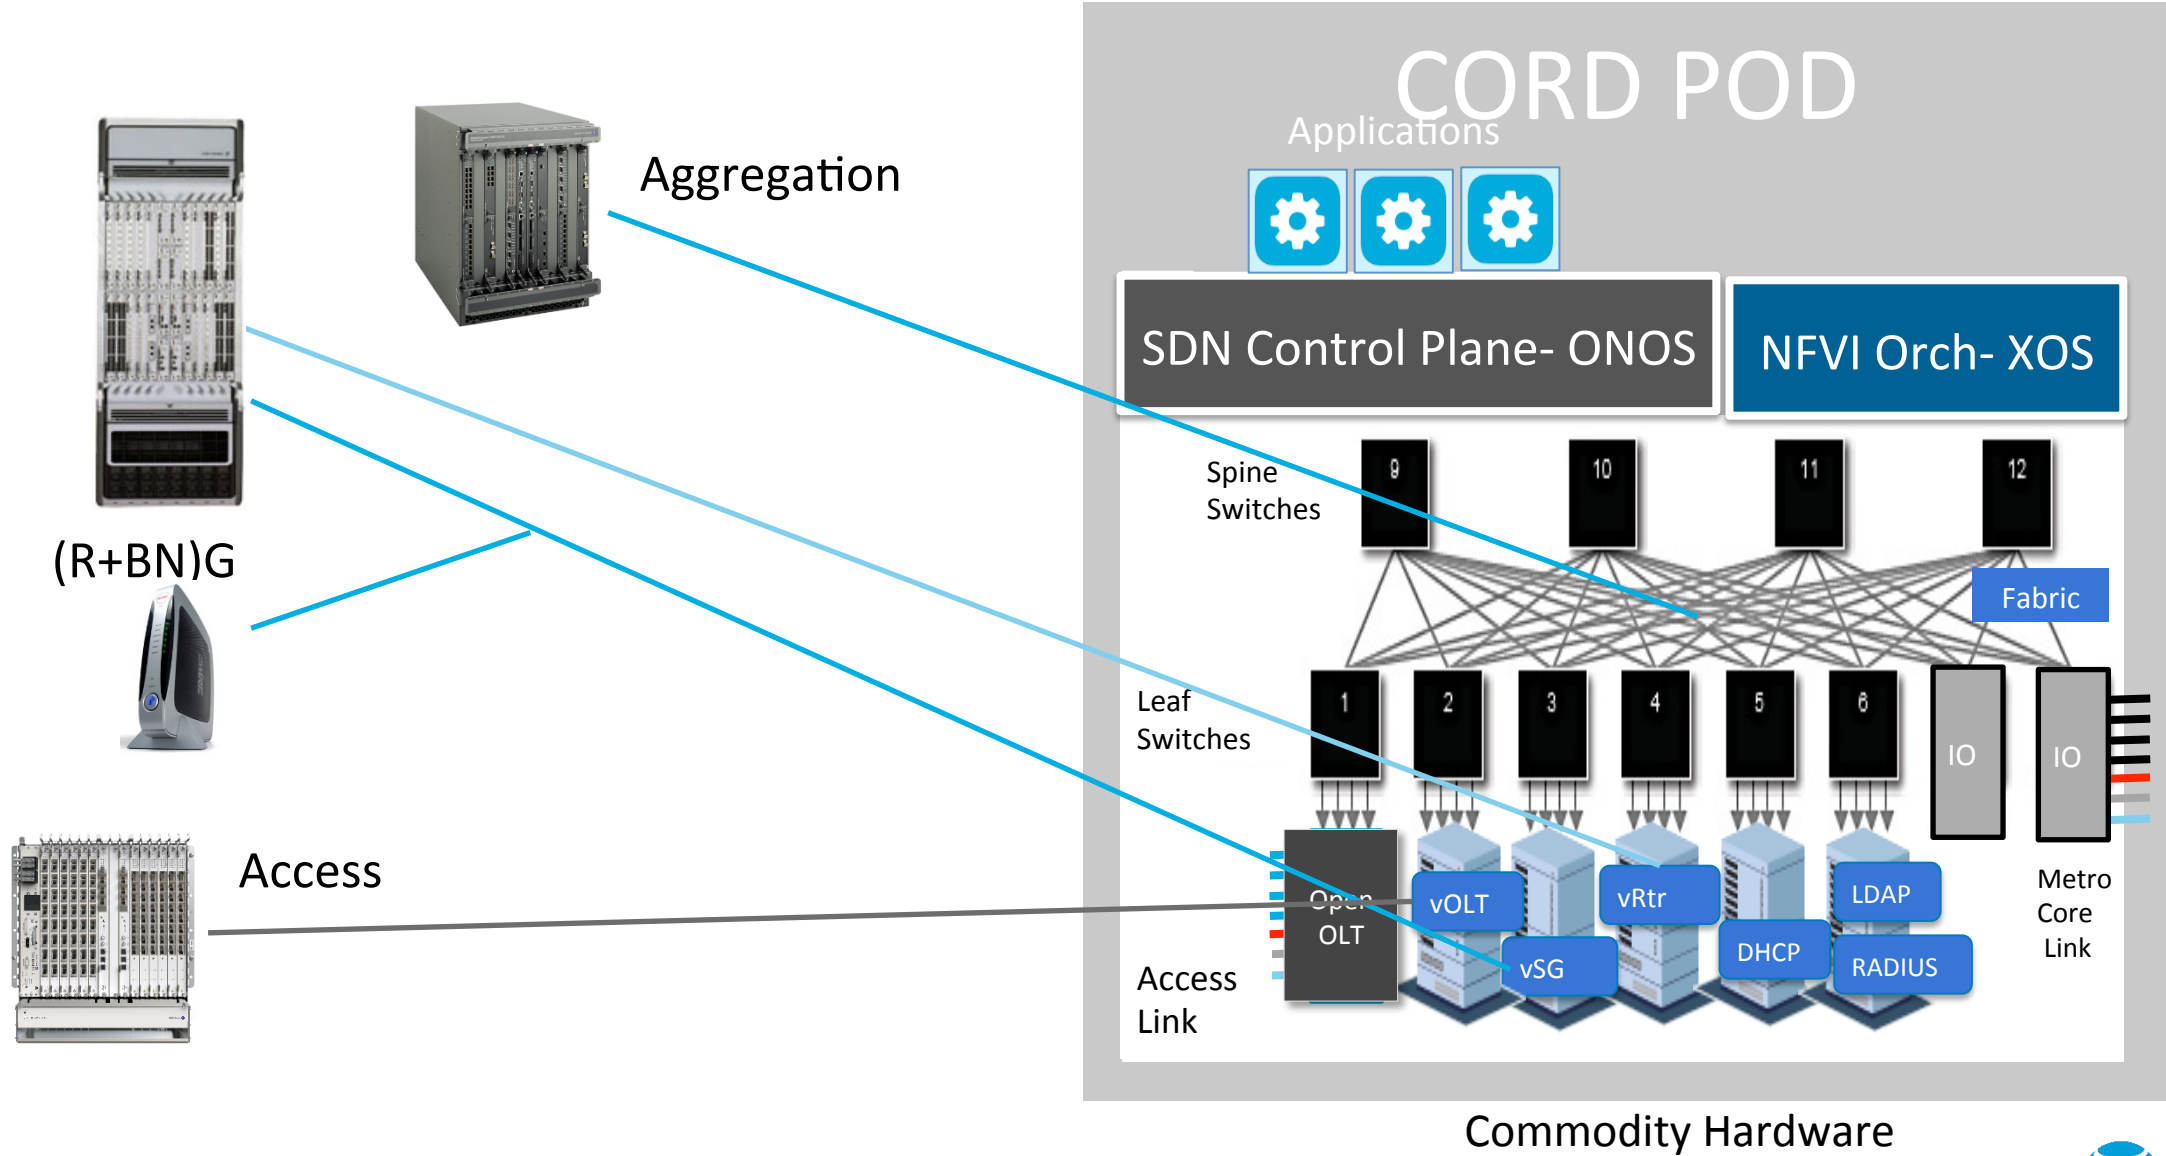 CORD POD
Applications
Aggregation
SDN Control Plane- ONOS
NFVI Orch- XOS
Spine
Switches
9
10
11
12
(R+BN)G
Fabric
Leaf
Switches
1
2
3
4
5
6
IO
IO
Access
Open
OLT
vOLT
vSG
vRtr
DHCP
LDAP
RADIUS
Metro
Core
Link
Access
Link
Commodity Hardware